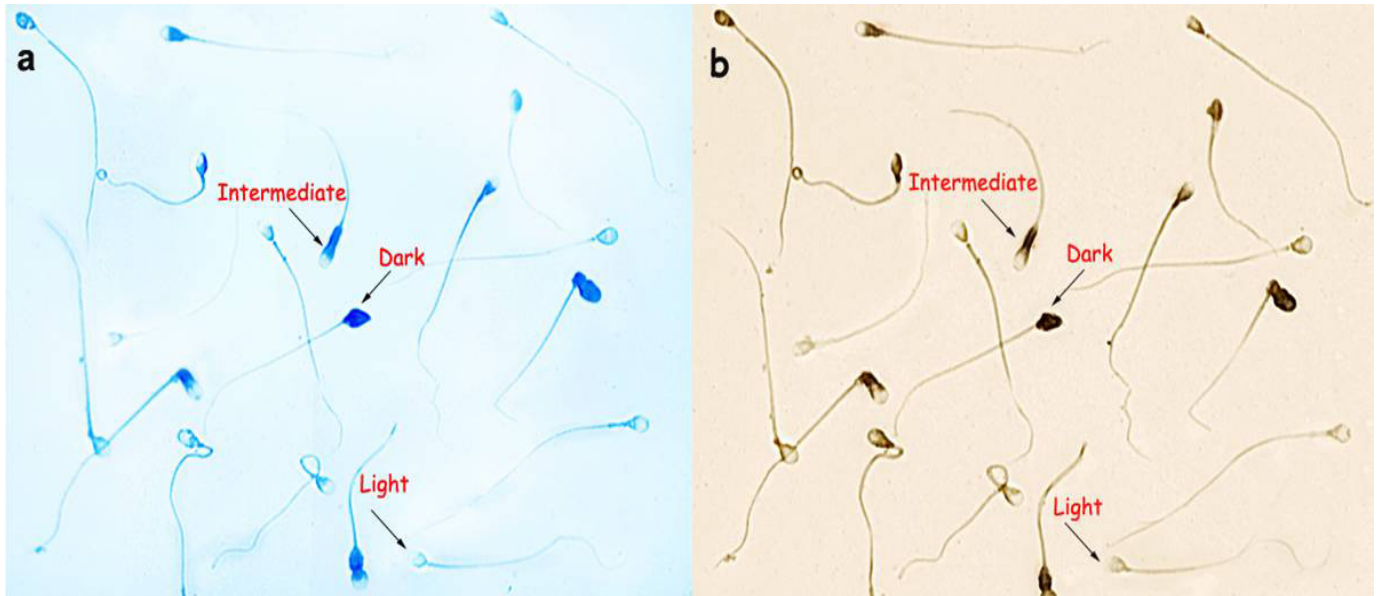 a
Intermediate
Dark
Light
b
Intermediate
Dark
Light